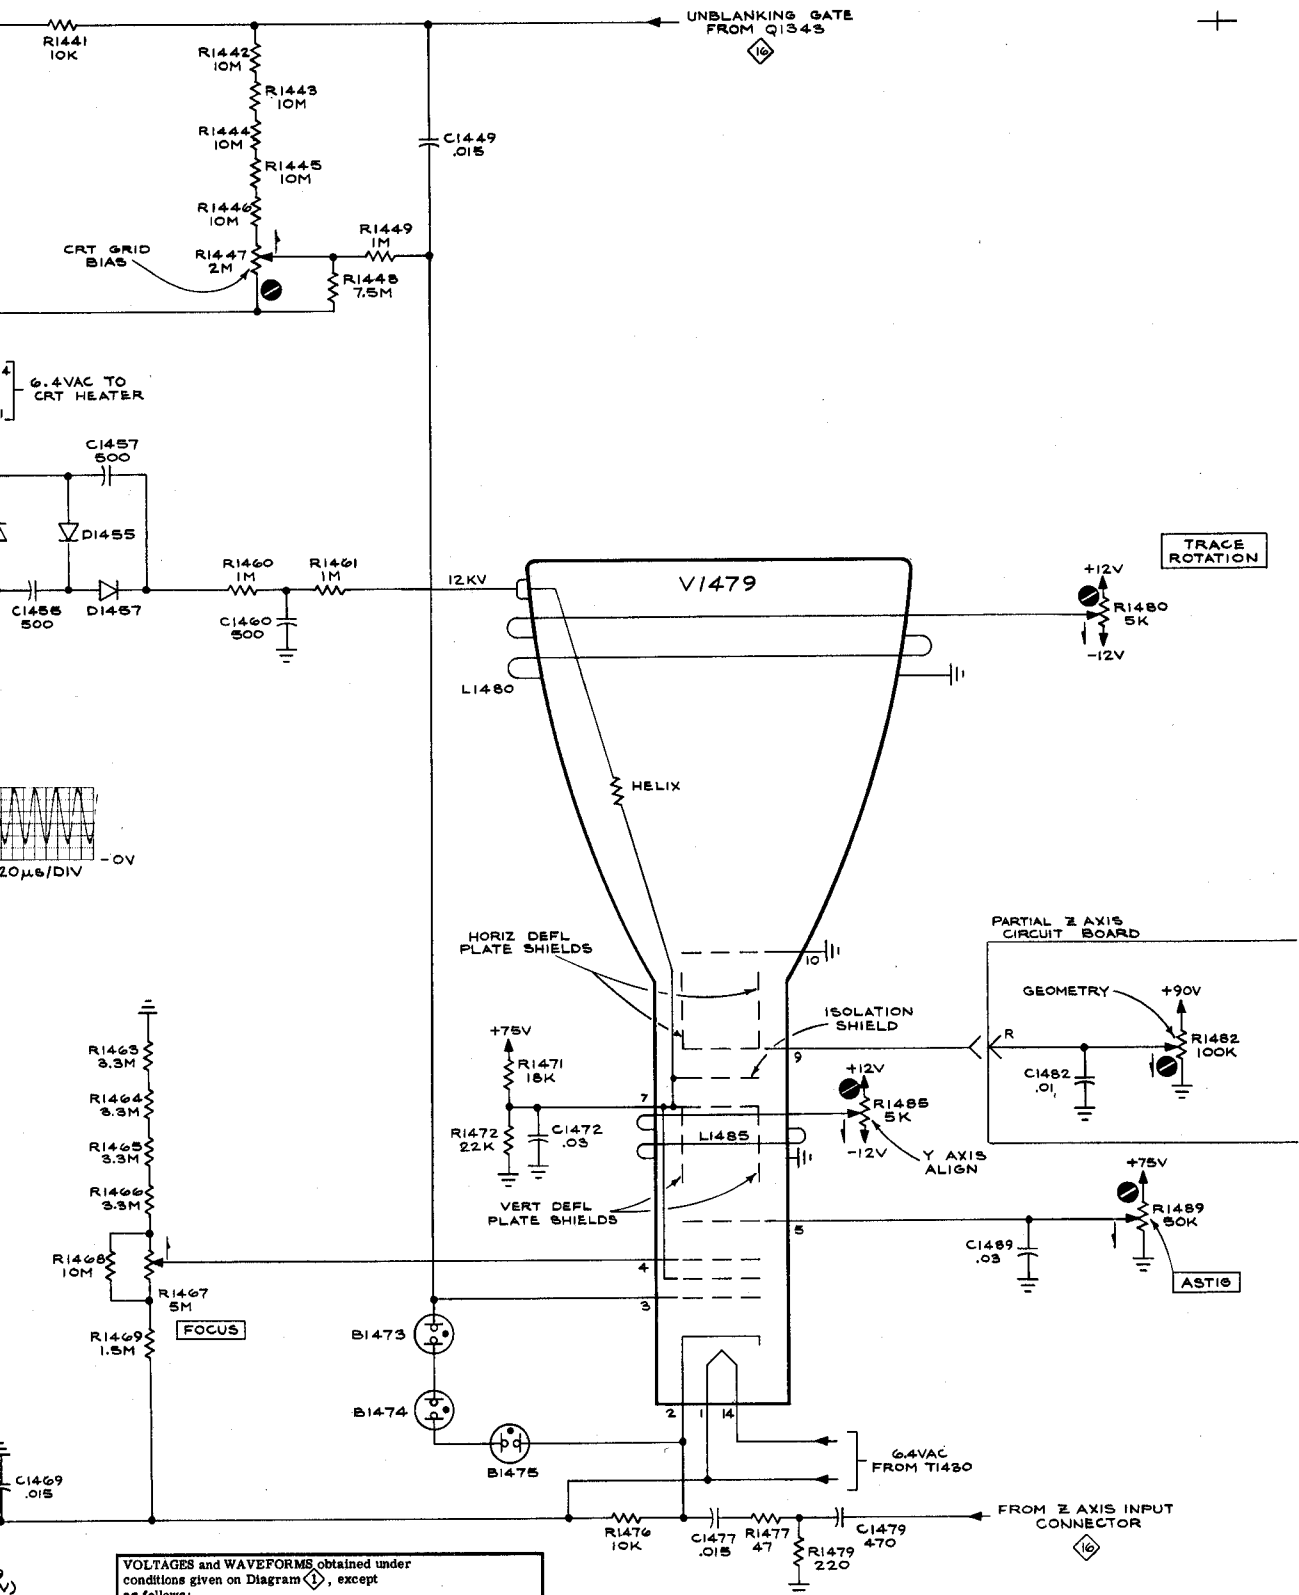 UNBLANKING GATE
FROM Q1343
16
R1441
10K
R1442
10M
R1443
10M
R1444
10M
R1445
10M
R1446
10M
C1449
.015
CRT GRID
BIAS
R1447
2M
R1449
1M
R1448
7.5M
4
6.4VAC TO
CRT HEATER
1
C1457
500
D1455
C1455
500
D1457
R1460
1M
R1461
1M
C1460
500
12KV
V1479
L1480
TRACE
ROTATION
+12V
R1480
5K
-12V
HELIX
-0V
20µs/DIV
HORIZ DEFL
PLATE SHIELDS
10
PARTIAL Z AXIS
CIRCUIT BOARD
GEOMETRY
+90V
R1482
100K
R
C1482
.01
ISOLATION
SHIELD
9
+75V
R1471
18K
7
R1472
22K
C1472
.03
L1485
+12V
R1485
5K
-12V
Y AXIS
ALIGN
VERT DEFL
PLATE SHIELDS
R1463
3.3M
R1464
3.3M
R1465
3.3M
R1466
3.3M
R1468
10M
R1467
5M
FOCUS
R1469
1.5M
+75V
R1489
50K
C1489
.03
ASTIG
5
4
3
B1473
B1474
B1475
2
1
14
6.4VAC
FROM T1430
C1469
.015
R1476
10K
C1477
.015
R1477
47
R1479
220
C1479
470
FROM Z AXIS INPUT
CONNECTOR
16
VOLTAGES and WAVEFORMS obtained under
conditions given on Diagram 1, except
as follows:
V)